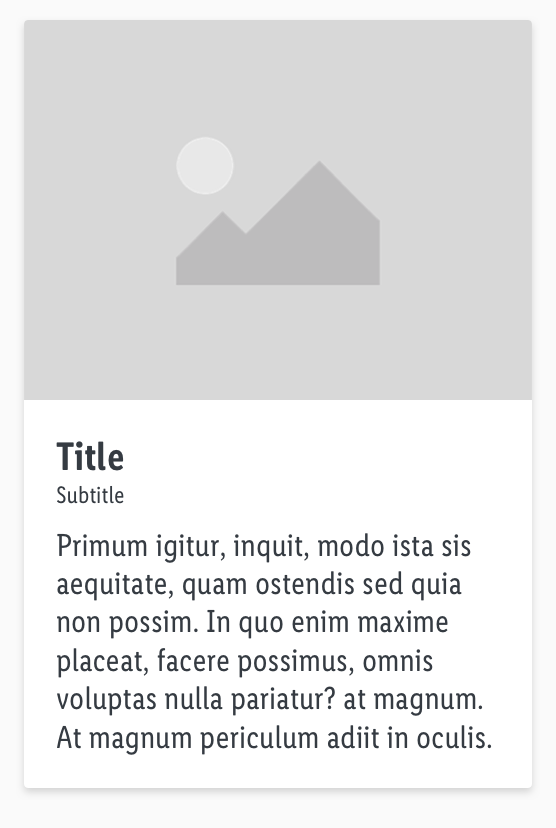 Title
Subtitle
Primum igitur, inquit, modo ista sis
aequitate, quam ostendis sed quia
non possim. In quo enim maxime
placeat, facere possimus, omnis
voluptas nulla pariatur? at magnum.
At magnum periculum adiit in oculis.